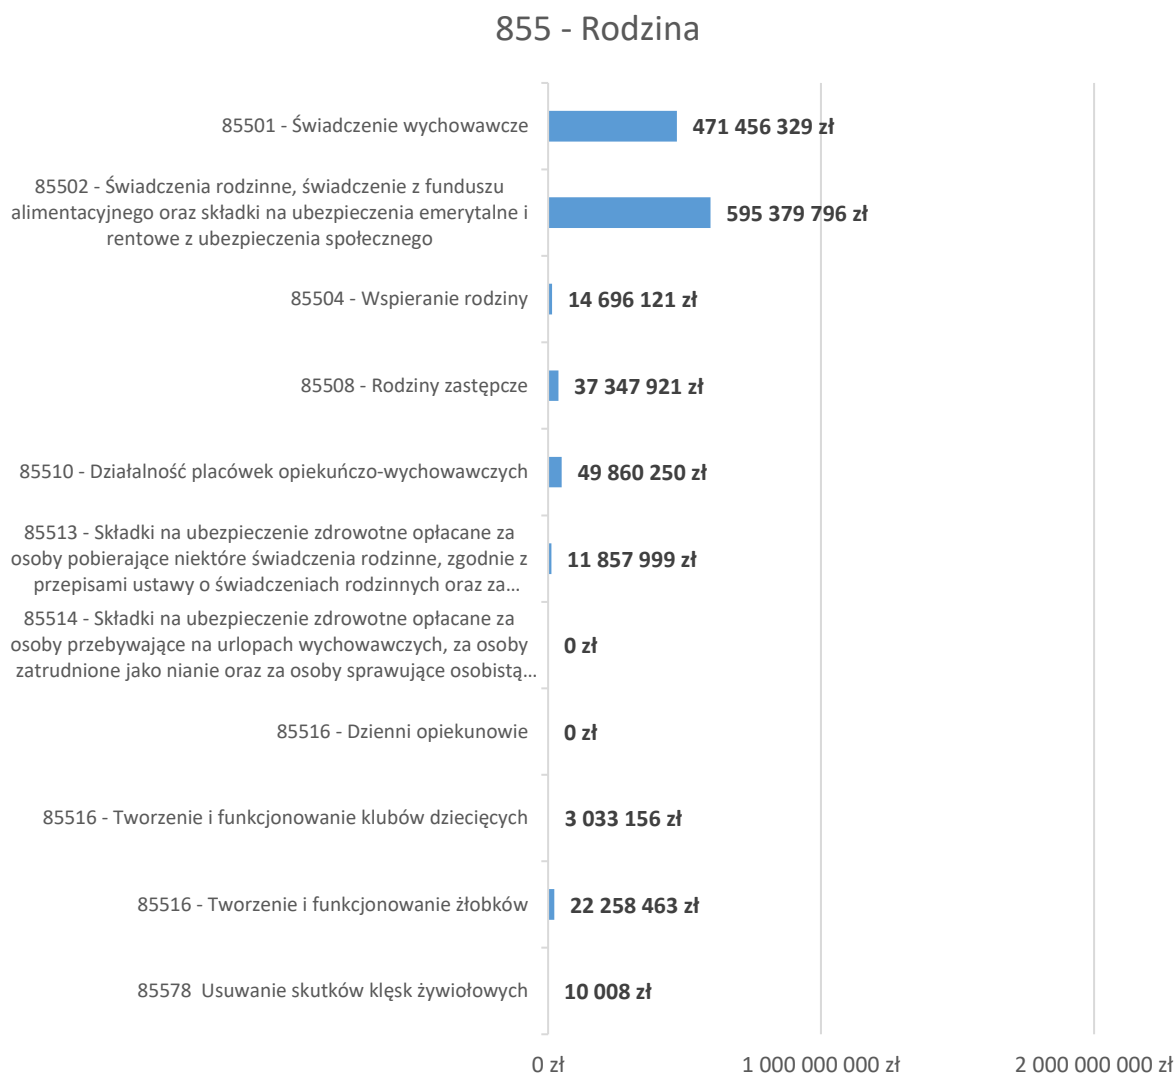 855 - Rodzina
85501 - Świadczenie wychowawcze
471 456 329 zł
85502 - Świadczenia rodzinne, świadczenie z funduszu
alimentacyjnego oraz składki na ubezpieczenia emerytalne i
rentowe z ubezpieczenia społecznego
595 379 796 zł
85504 - Wspieranie rodziny
14 696 121 zł
85508 - Rodziny zastępcze
37 347 921 zł
85510 - Działalność placówek opiekuńczo-wychowawczych
49 860 250 zł
85513 - Składki na ubezpieczenie zdrowotne opłacane za
osoby pobierające niektóre świadczenia rodzinne, zgodnie z
przepisami ustawy o świadczeniach rodzinnych oraz za...
11 857 999 zł
85514 - Składki na ubezpieczenie zdrowotne opłacane za
osoby przebywające na urlopach wychowawczych, za osoby
zatrudnione jako nianie oraz za osoby sprawujące osobistą...
0 zł
85516 - Dzienni opiekunowie
0 zł
85516 - Tworzenie i funkcjonowanie klubów dziecięcych
3 033 156 zł
85516 - Tworzenie i funkcjonowanie żłobków
22 258 463 zł
85578  Usuwanie skutków klęsk żywiołowych
10 008 zł
0 zł
1 000 000 000 zł
2 000 000 000 zł